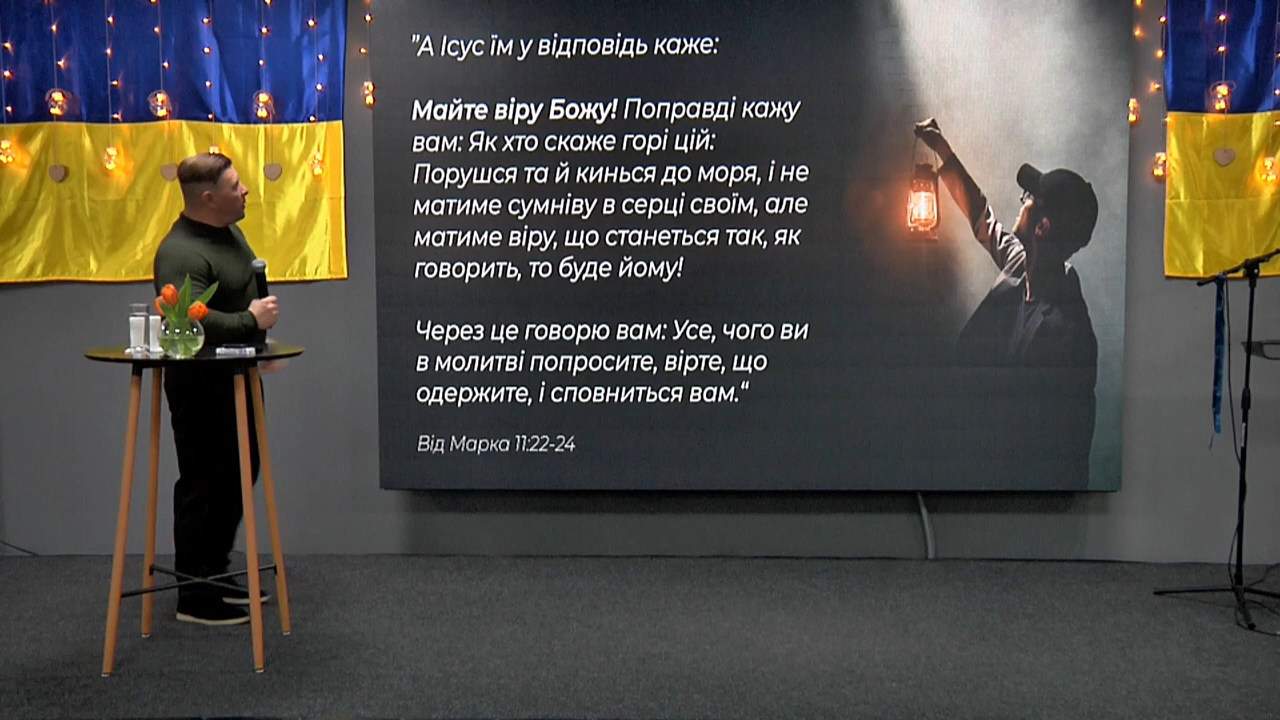 "А Ісус їм у відповідь каже:
Майте віру Божу! Поправді кажу
вам: Як хто скаже горі цій:
Порушся та й кинься до моря, і не
матиме сумніву в серці своїм, але
матиме віру, що станеться так, як
говорить, то буде йому!
Через це говорю вам: Усе, чого ви
в молитві попросите, вірте, що
одержите, і сповниться вам.“
Від Марка 11:22-24